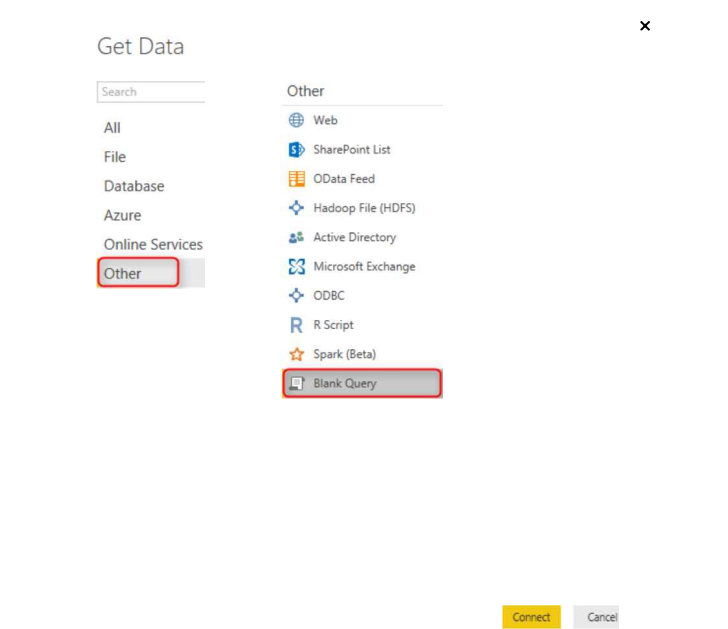 Get Data
Search
All
File
Database
Azure
Online Services
Other
Other
Web
SharePoint List
OData Feed
Hadoop File (HDFS)
Active Directory
Microsoft Exchange
ODBC
R Script
Spark (Beta)
Blank Query
Connect
Cancel